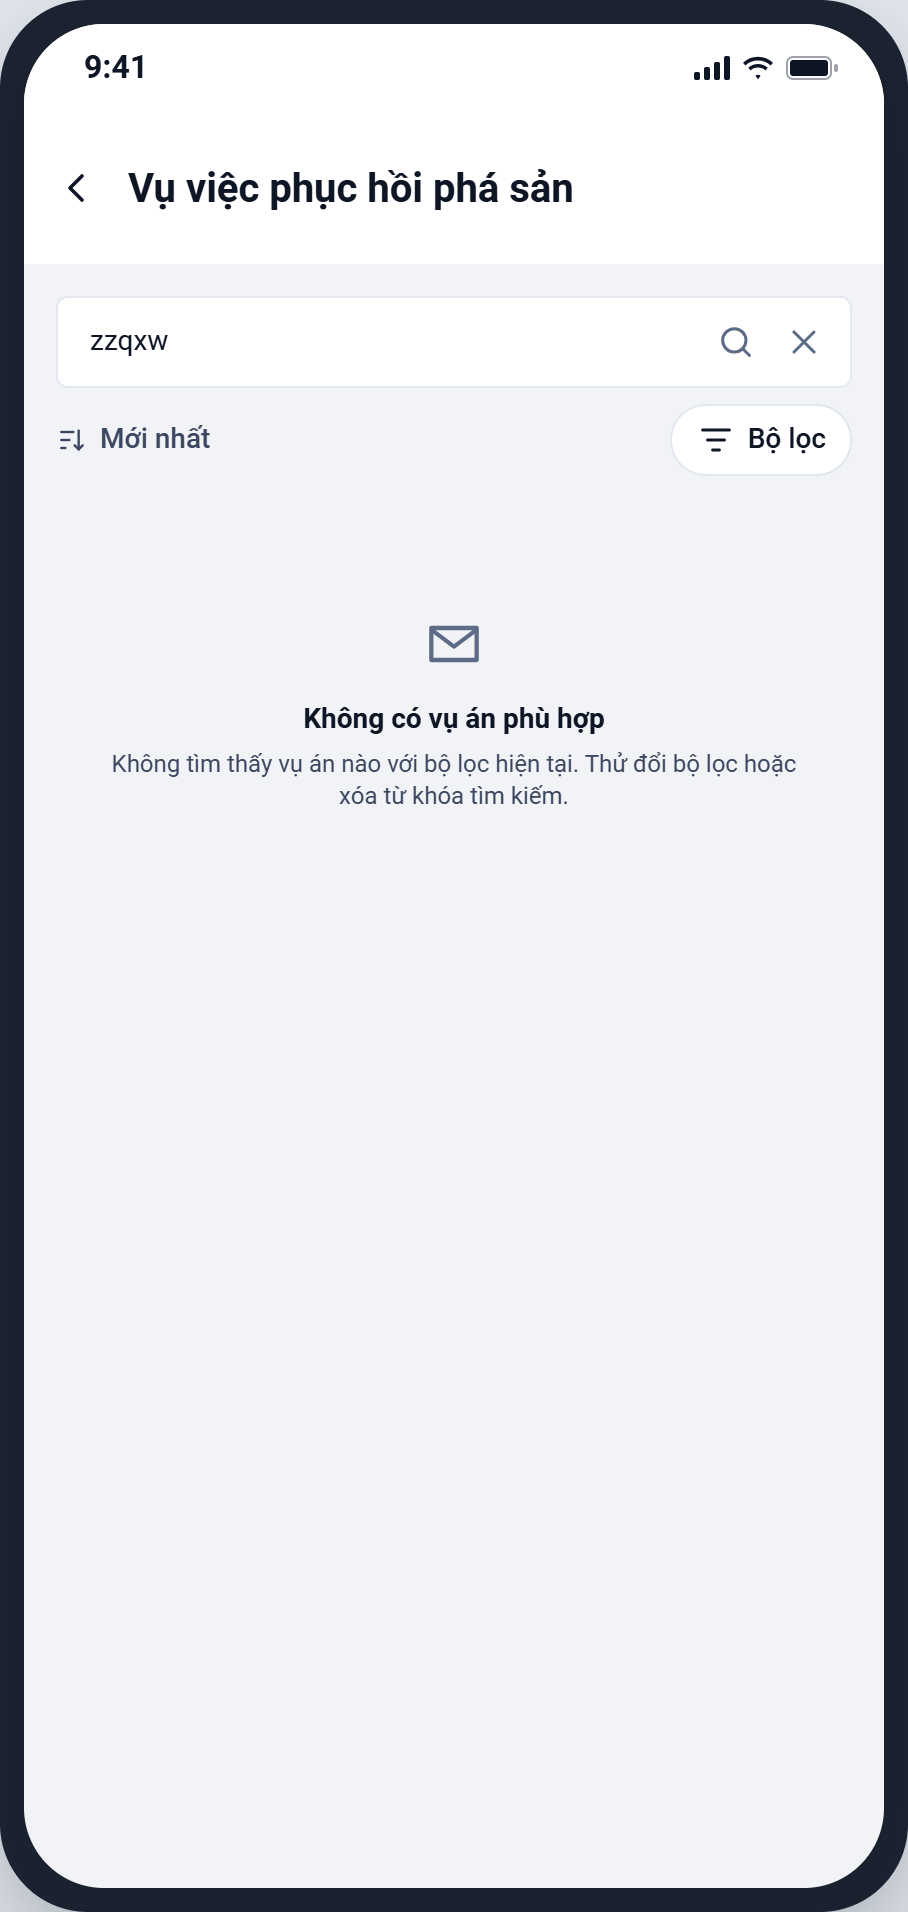 9:41
Vụ việc phục hồi phá sản
zzqxw
Mới nhất
Bộ lọc
Không có vụ án phù hợp
Không tìm thấy vụ án nào với bộ lọc hiện tại. Thử đổi bộ lọc hoặc
xóa từ khóa tìm kiếm.